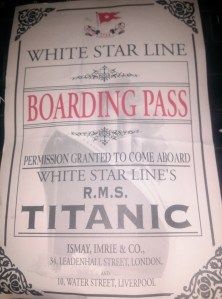 WHITE STAR LINE
BOARDING PASS
PERMISSION GRANTED TO COME ABOARD
WHITE STAR LINE'S
R.M.S.
TITANIC
ISMAY, IMRIE & CO.,
34, LEADENHALL STREET, LONDON,
AND
10, WATER STREET, LIVERPOOL